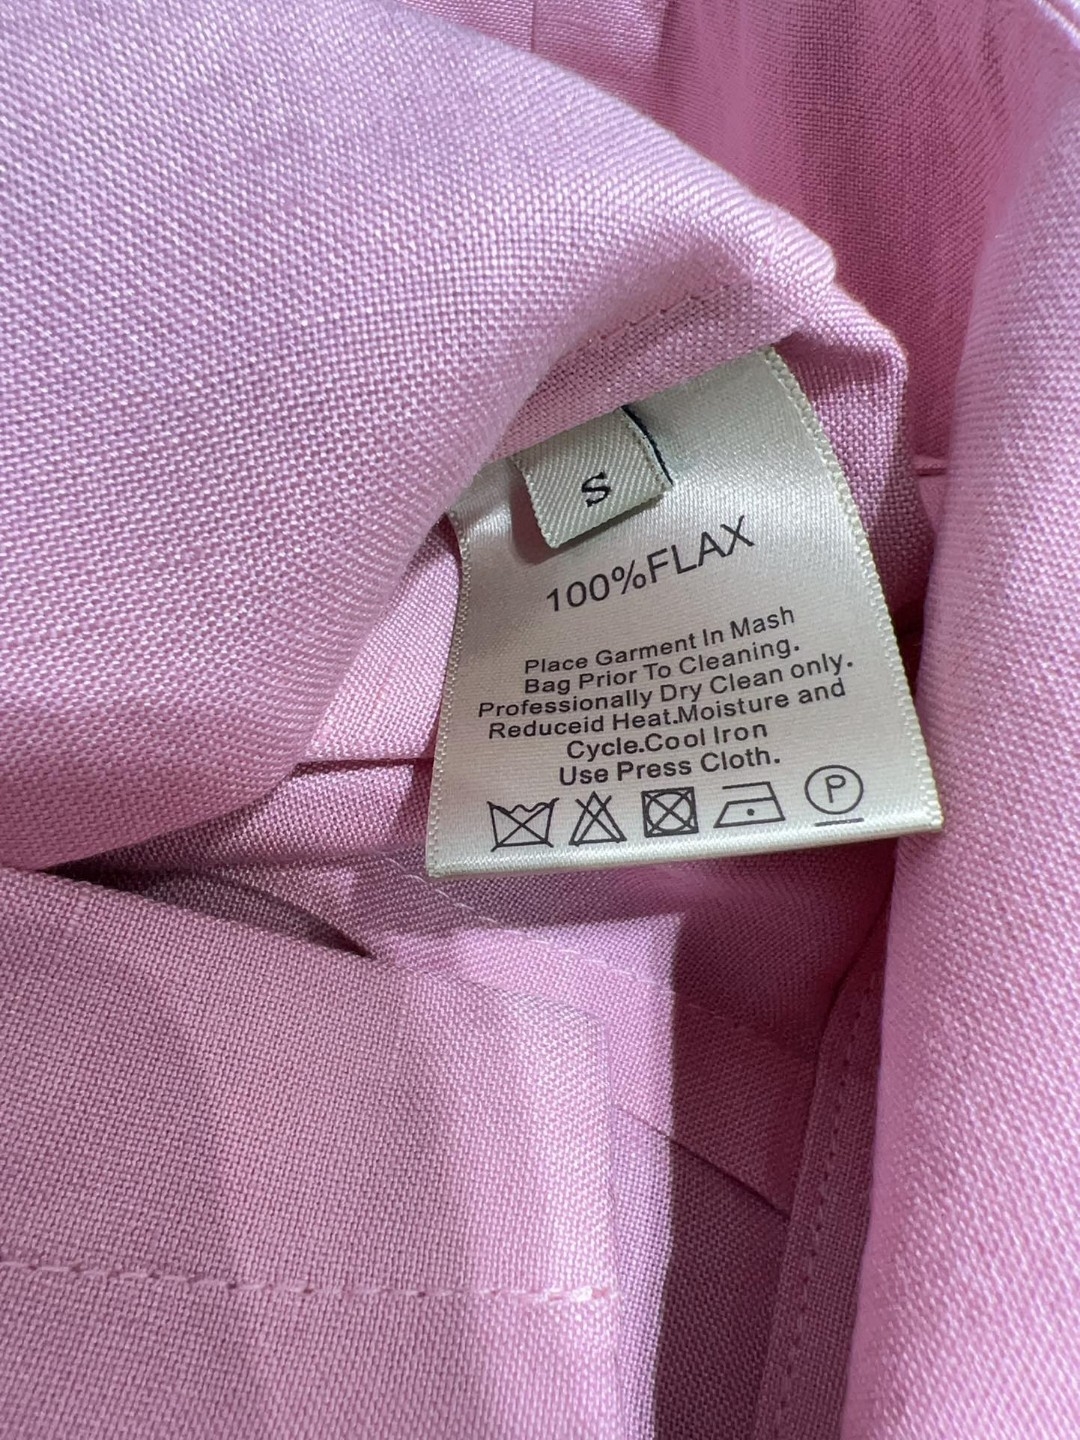 S
100%FLAX
Place Garment In Mash
Bag Prior To Cleaning.
Professionally Dry Clean only.
Reduceid Heat.Moisture and
Cycle.Cool Iron
Use Press Cloth.
P